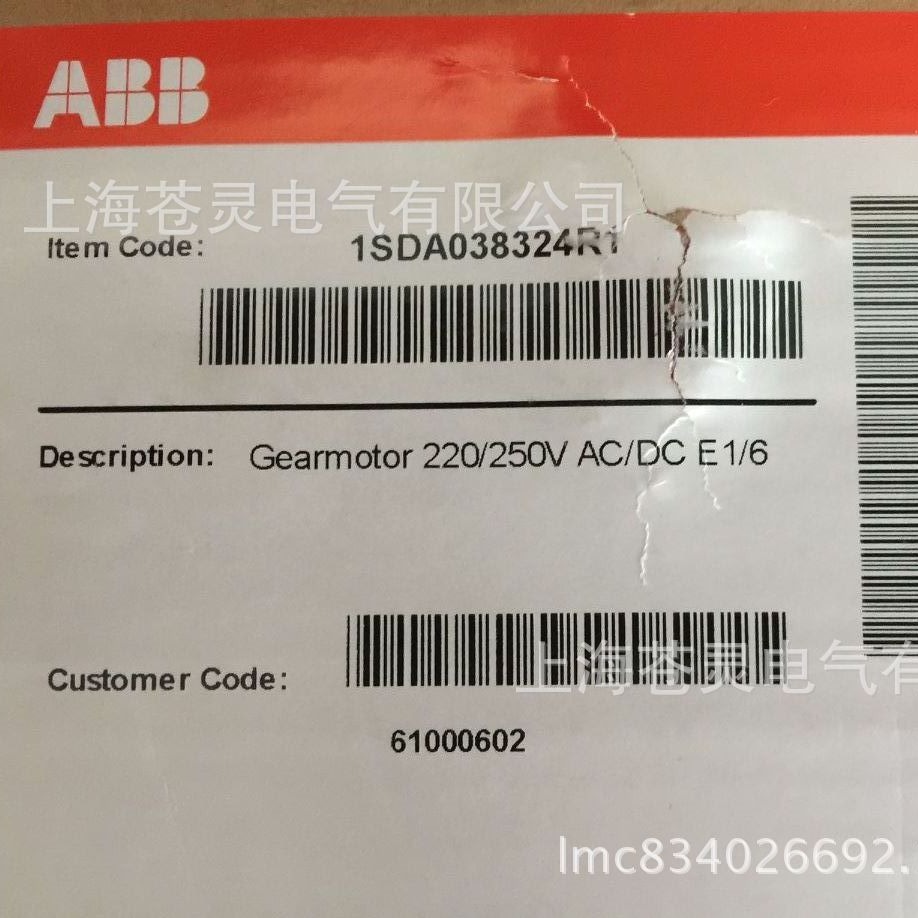 ABB
上海苍灵电气有限公司
Item Code: 1SDA038324R1
Description: Gearmotor 220/250V AC/DC E1/6
上海苍灵电气有
Customer Code:
61000602
lmc834026692.